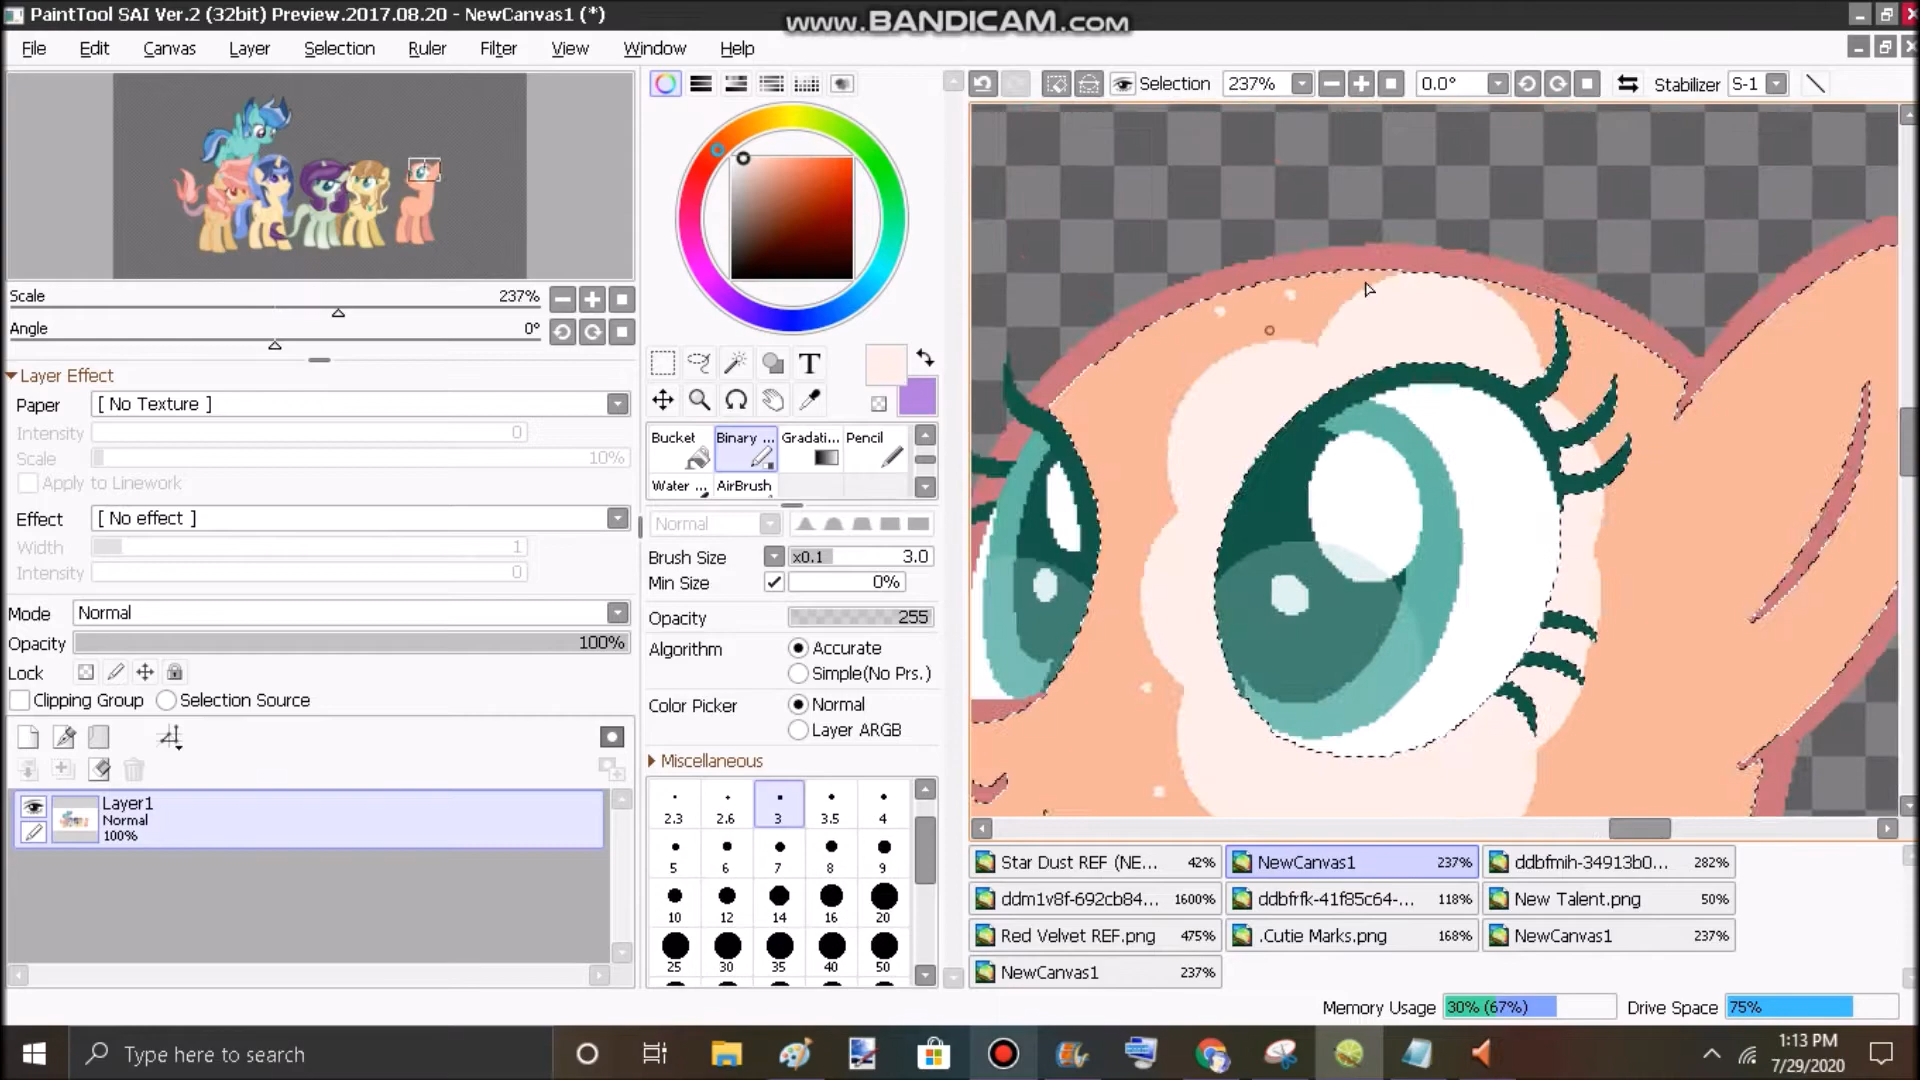 PaintTool SAI Ver.2 (32bit) Preview.2017.08.20 - NewCanvas1 (*)
www.BANDICAM.com
File Edit Canvas Layer Selection Ruler Filter View Window Help
Selection 237% 0.0° Stabilizer S-1
Scale 237%
Angle 0°
Layer Effect
Paper [ No Texture ]
Intensity 0
Scale 10%
Apply to Linework
Effect [ No effect ]
Width 1
Intensity 0
Mode Normal
Opacity 100%
Lock
Clipping Group Selection Source
Layer1
Normal
100%
T
Bucket Binary ... Gradati... Pencil
Water ... AirBrush
Normal
Brush Size x0.1 3.0
Min Size 0%
Opacity 255
Algorithm Accurate
Simple(No Prs.)
Color Picker Normal
Layer ARGB
Miscellaneous
2.3 2.6 3 3.5 4
5 6 7 8 9
10 12 14 16 20
25 30 35 40 50
Star Dust REF (NE... 42% NewCanvas1 237% ddbfmih-34913b0... 282%
ddm1v8f-692cb84... 1600% ddbfrfk-41f85c64-... 118% New Talent.png 50%
Red Velvet REF.png 475% .Cutie Marks.png 168% NewCanvas1 237%
NewCanvas1 237%
Memory Usage 30% (67%) Drive Space 75%
Type here to search
1:13 PM
7/29/2020